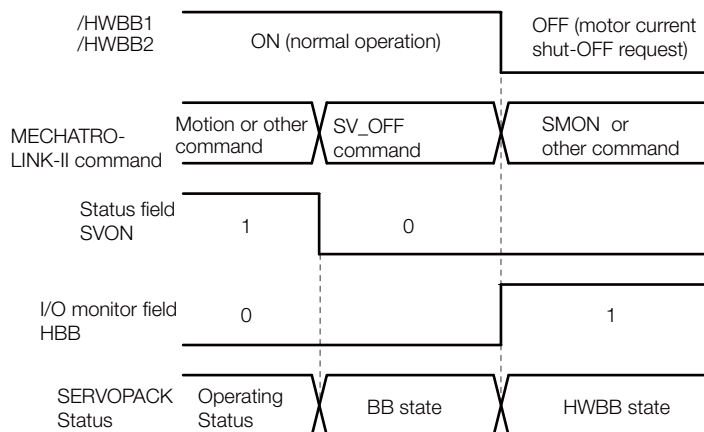 /HWBB1
/HWBB2
ON (normal operation)
OFF (motor current
shut-OFF request)
MECHATRO-
LINK-II command
Motion or other
command
SV_OFF
command
SMON or
other command
Status field
SVON
1
0
I/O monitor field
HBB
0
1
SERVOPACK
Status
Operating
Status
BB state
HWBB state